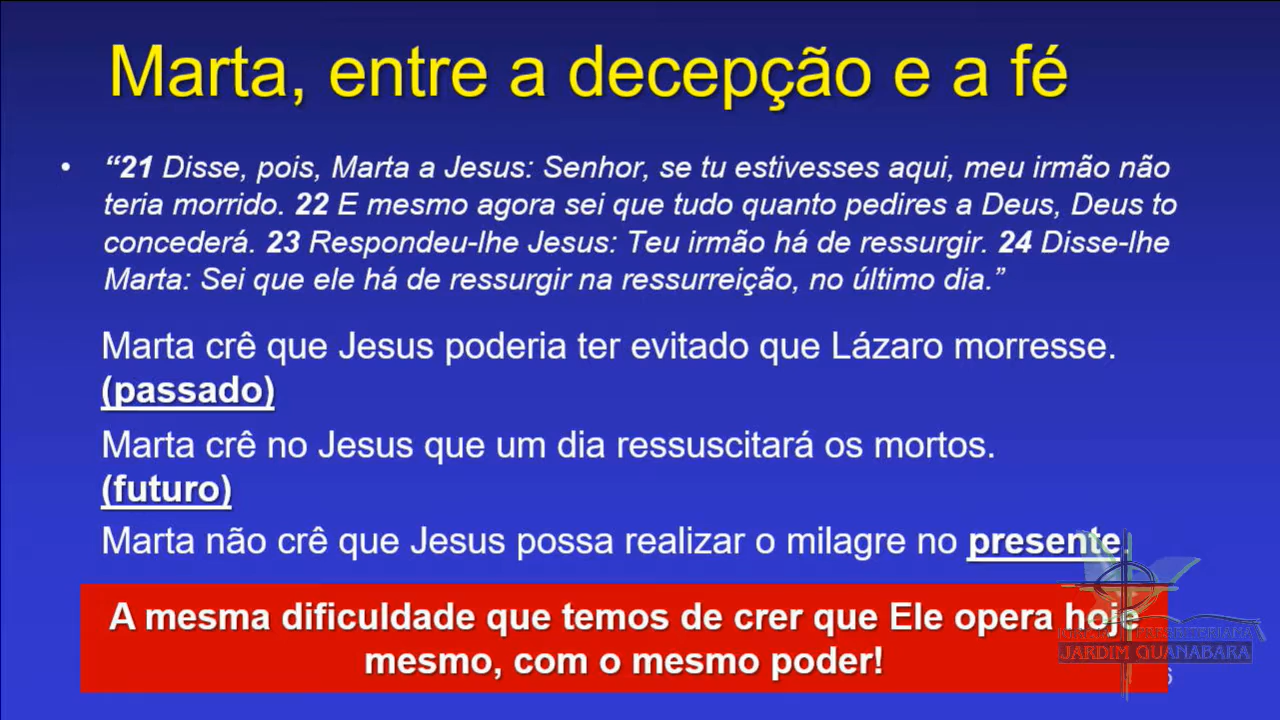 Marta, entre a decepção e a fé
• “21 Disse, pois, Marta a Jesus: Senhor, se tu estivesses aqui, meu irmão não
teria morrido. 22 E mesmo agora sei que tudo quanto pedires a Deus, Deus to
concederá. 23 Respondeu-lhe Jesus: Teu irmão há de ressurgir. 24 Disse-lhe
Marta: Sei que ele há de ressurgir na ressurreição, no último dia.”
Marta crê que Jesus poderia ter evitado que Lázaro morresse.
(passado)
Marta crê no Jesus que um dia ressuscitará os mortos.
(futuro)
Marta não crê que Jesus possa realizar o milagre no presente.
A mesma dificuldade que temos de crer que Ele opera hoje
mesmo, com o mesmo poder!
IGREJA PRESBITERIANA
JARDIM GUANABARA
6